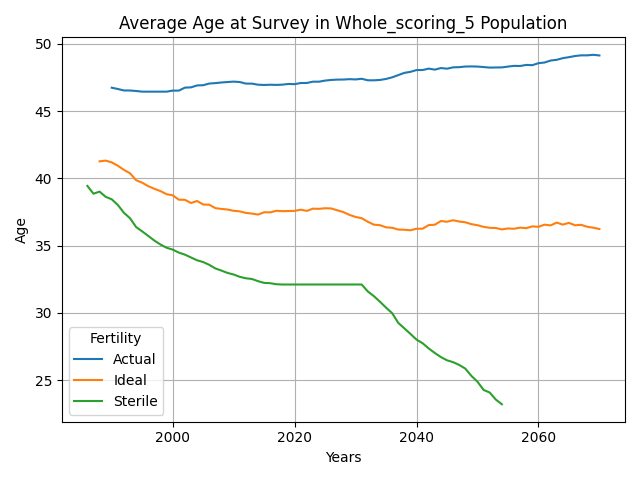 Average Age at Survey in Whole_scoring_5 Population
50
45
40
35
30
25
Age
Fertility
Actual
Ideal
Sterile
2000
2020
2040
2060
Years